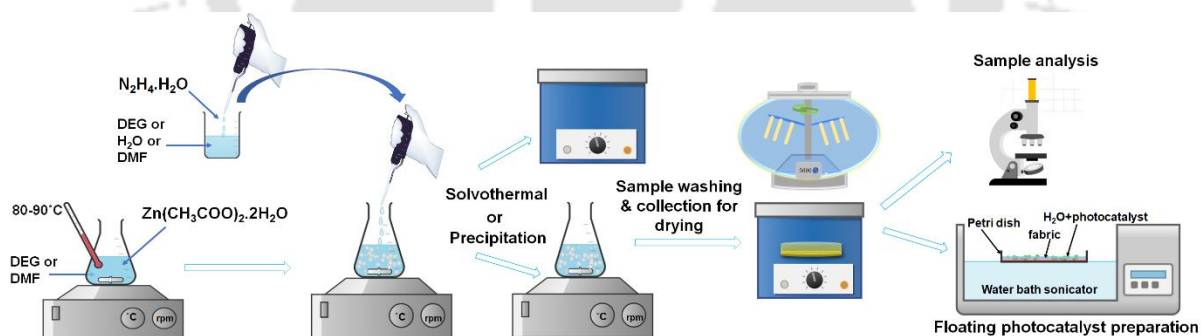 N₂H₄.H₂O
DEG or
H₂O or
DMF
80-90°C
Zn(CH₃COO)₂.2H₂O
DEG or
DMF
°C
rpm
°C
rpm
Solvothermal
or
Precipitation
°C
rpm
Sample washing
& collection for
drying
Sample analysis
Petri dish
H₂O+photocatalyst
fabric
Water bath sonicator
Floating photocatalyst preparation